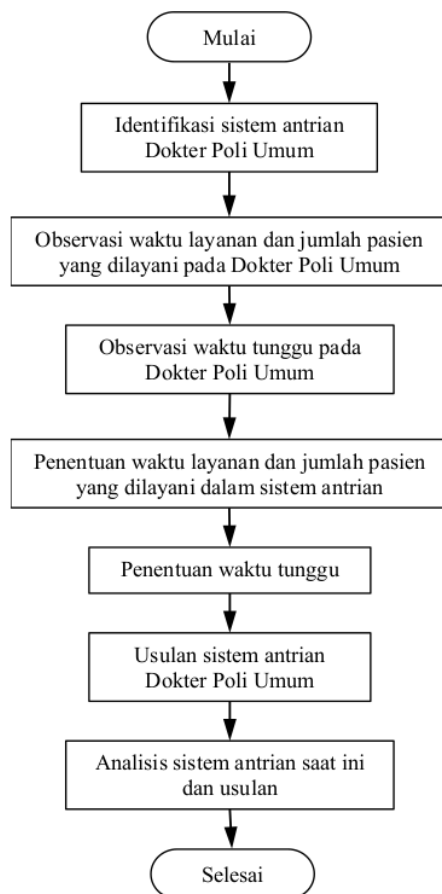 Mulai
Identifikasi sistem antrian
Dokter Poli Umum
Observasi waktu layanan dan jumlah pasien
yang dilayani pada Dokter Poli Umum
Observasi waktu tunggu pada
Dokter Poli Umum
Penentuan waktu layanan dan jumlah pasien
yang dilayani dalam sistem antrian
Penentuan waktu tunggu
Usulan sistem antrian
Dokter Poli Umum
Analisis sistem antrian saat ini
dan usulan
Selesai